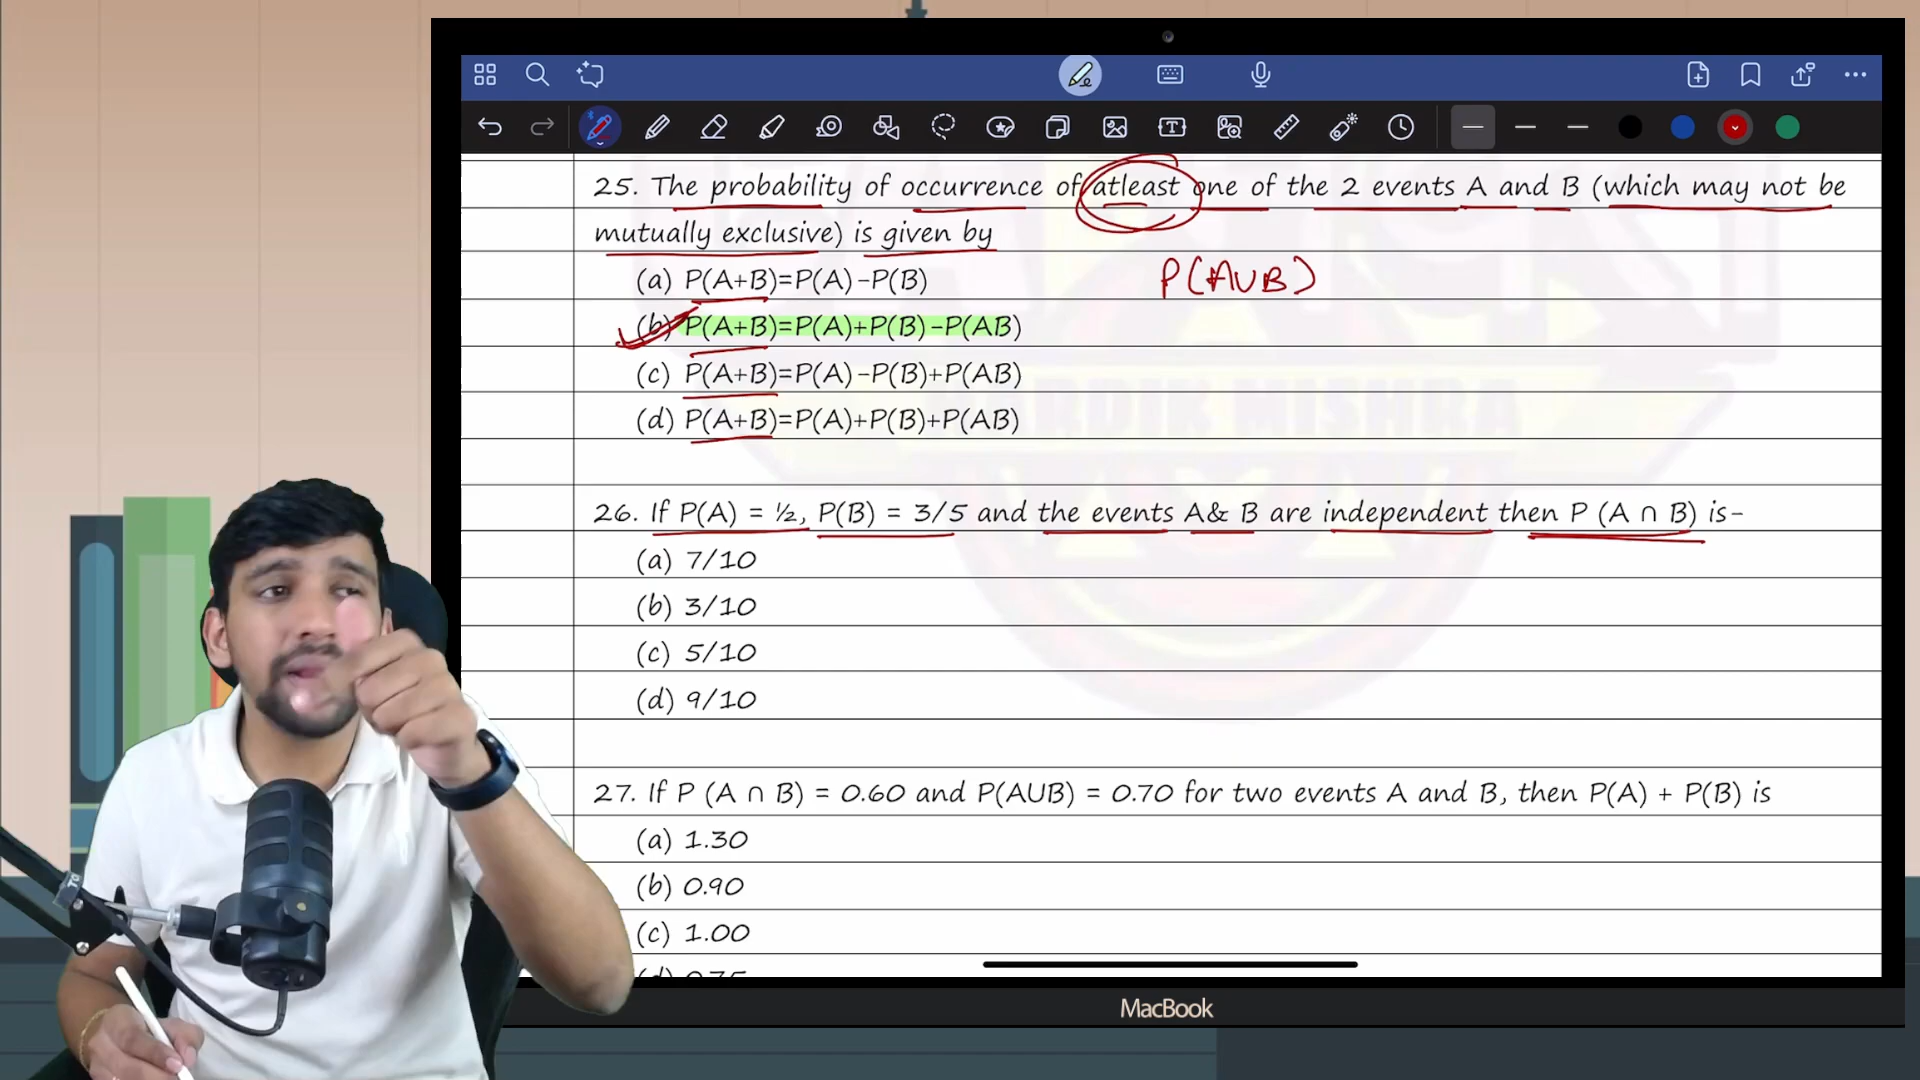 25. The probability of occurrence of atleast one of the 2 events A and B (which may not be
mutually exclusive) is given by
(a) P(A+B)=P(A)-P(B)
P(AUB)
(b) P(A+B)=P(A)+P(B)-P(AB)
(c) P(A+B)=P(A)-P(B)+P(AB)
(d) P(A+B)=P(A)+P(B)+P(AB)
26. If P(A) = ½, P(B) = 3/5 and the events A& B are independent then P (A ∩ B) is-
(a) 7/10
(b) 3/10
(c) 5/10
(d) 9/10
27. If P (A ∩ B) = 0.60 and P(AUB) = 0.70 for two events A and B, then P(A) + P(B) is
(a) 1.30
(b) 0.90
(c) 1.00
MacBook